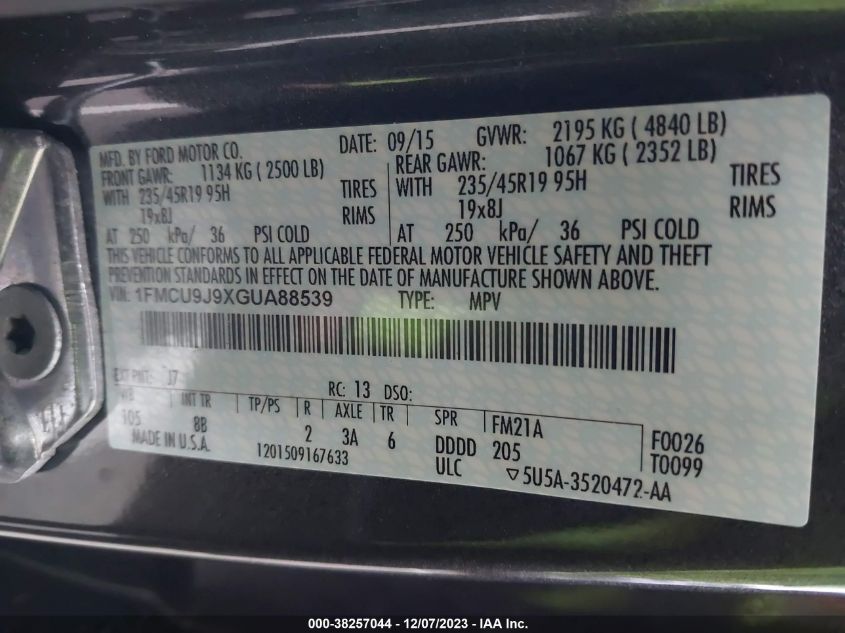 MFD. BY FORD MOTOR CO. DATE: 09/15 GVWR: 2195 KG ( 4840 LB)
FRONT GAWR: 1134 KG ( 2500 LB) REAR GAWR: 1067 KG ( 2352 LB)
WITH 235/45R19 95H TIRES WITH 235/45R19 95H TIRES
19x8J RIMS 19x8J RIMS
AT 250 kPa/ 36 PSI COLD AT 250 kPa/ 36 PSI COLD
THIS VEHICLE CONFORMS TO ALL APPLICABLE FEDERAL MOTOR VEHICLE SAFETY AND THEFT
PREVENTION STANDARDS IN EFFECT ON THE DATE OF MANUFACTURE SHOWN ABOVE.
VIN: 1FMCU9J9XGUA88539 TYPE: MPV
EXT PNT: J7 RC: 13 DSO:
WB INT TR TP/PS R AXLE TR SPR FM21A
105 8B 2 3A 6 DDDD 205 F0026
MADE IN U.S.A. 1201509167633 ULC ▽5U5A-3520472-AA T0099
000-38257044 - 12/07/2023 - IAA Inc.